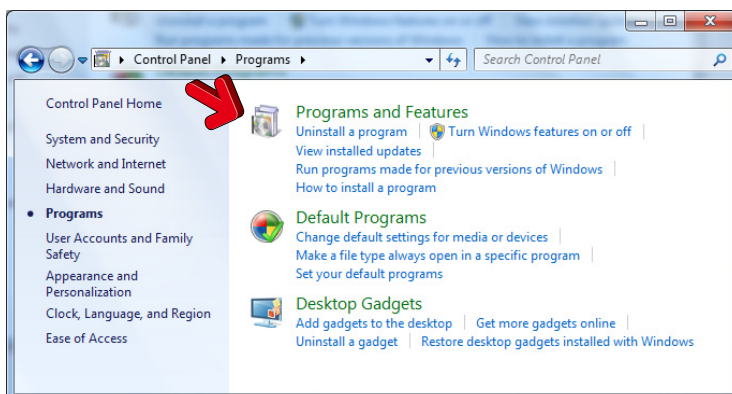 Control Panel Programs
Search Control Panel
Control Panel Home
System and Security
Network and Internet
Hardware and Sound
Programs
User Accounts and Family
Safety
Appearance and
Personalization
Clock, Language, and Region
Ease of Access
Programs and Features
Uninstall a program Turn Windows features on or off
View installed updates
Run programs made for previous versions of Windows
How to install a program
Default Programs
Change default settings for media or devices
Make a file type always open in a specific program
Set your default programs
Desktop Gadgets
Add gadgets to the desktop Get more gadgets online
Uninstall a gadget Restore desktop gadgets installed with Windows